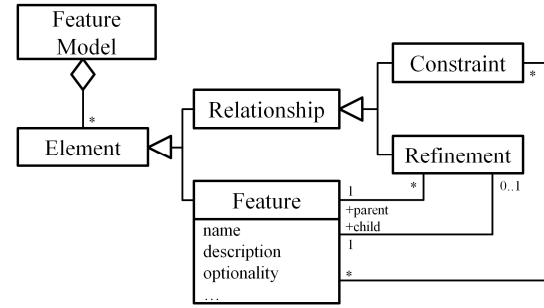 Feature
Model
Constraint
*
Relationship
*
Element
Refinement
1
*
0..1
Feature
+parent
+child
name
1
description
optionality
*
...